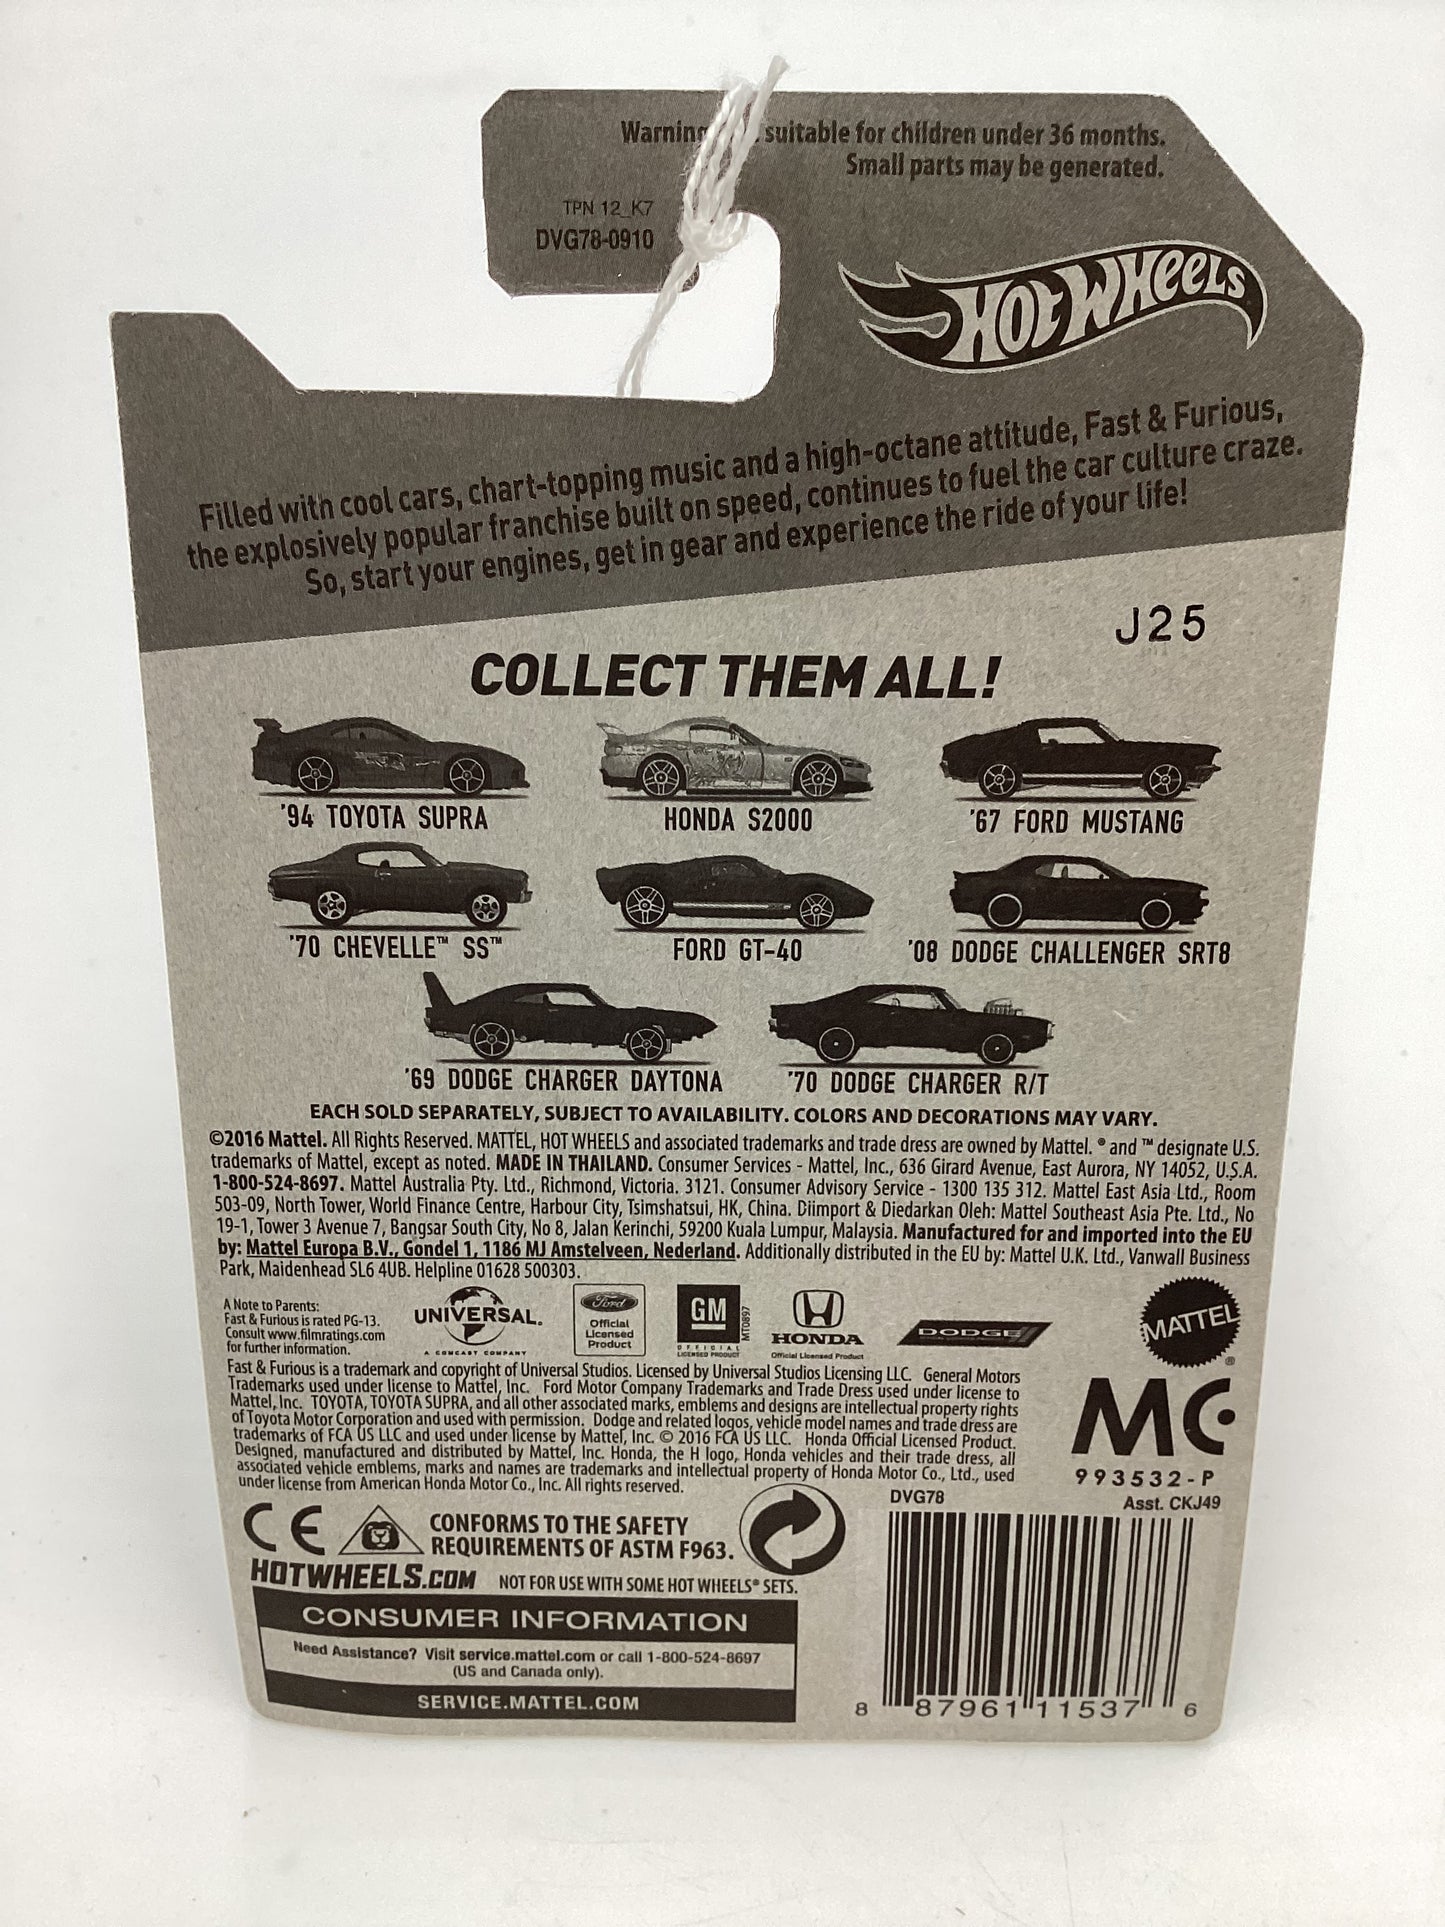 Warning suitable for children under 36 months.
Small parts may be generated.
TPN 12_K7
DVG78-0910
HOT WHEELS
Filled with cool cars, chart-topping music and a high-octane attitude, Fast & Furious,
the explosively popular franchise built on speed, continues to fuel the car culture craze.
So, start your engines, get in gear and experience the ride of your life!
J25
COLLECT THEM ALL!
'94 TOYOTA SUPRA
HONDA S2000
'67 FORD MUSTANG
'70 CHEVELLE™ SS™
FORD GT-40
'08 DODGE CHALLENGER SRT8
'69 DODGE CHARGER DAYTONA
'70 DODGE CHARGER R/T
EACH SOLD SEPARATELY, SUBJECT TO AVAILABILITY. COLORS AND DECORATIONS MAY VARY.
©2016 Mattel. All Rights Reserved. MATTEL, HOT WHEELS and associated trademarks and trade dress are owned by Mattel. ® and ™ designate U.S.
trademarks of Mattel, except as noted. MADE IN THAILAND. Consumer Services - Mattel, Inc., 636 Girard Avenue, East Aurora, NY 14052, U.S.A.
1-800-524-8697. Mattel Australia Pty. Ltd., Richmond, Victoria. 3121. Consumer Advisory Service - 1300 135 312. Mattel East Asia Ltd., Room
503-09, North Tower, World Finance Centre, Harbour City, Tsimshatsui, HK, China. Diimport & Diedarkan Oleh: Mattel Southeast Asia Pte. Ltd., No
19-1, Tower 3 Avenue 7, Bangsar South City, No 8, Jalan Kerinchi, 59200 Kuala Lumpur, Malaysia. Manufactured for and imported into the EU
by: Mattel Europa B.V., Gondel 1, 1186 MJ Amstelveen, Nederland. Additionally distributed in the EU by: Mattel U.K. Ltd., Vanwall Business
Park, Maidenhead SL6 4UB. Helpline 01628 500303.
A Note to Parents:
Fast & Furious is rated PG-13.
Consult www.filmratings.com
for further information.
UNIVERSAL.
A COMCAST COMPANY
Ford
Official
Licensed
Product
GM
OFFICIAL
LICENSED PRODUCT
MT0897
HONDA
Official Licensed Product
DODGE
MATTEL
®
Fast & Furious is a trademark and copyright of Universal Studios. Licensed by Universal Studios Licensing LLC. General Motors
Trademarks used under license to Mattel, Inc. Ford Motor Company Trademarks and Trade Dress used under license to
Mattel, Inc. TOYOTA, TOYOTA SUPRA, and all other associated marks, emblems and designs are intellectual property rights
of Toyota Motor Corporation and used with permission. Dodge and related logos, vehicle model names and trade dress are
trademarks of FCA US LLC and used under license by Mattel, Inc. © 2016 FCA US LLC. Honda Official Licensed Product.
Designed, manufactured and distributed by Mattel, Inc. Honda, the H logo, Honda vehicles and their trade dress, all
associated vehicle emblems, marks and names are trademarks and intellectual property of Honda Motor Co., Ltd., used
under license from American Honda Motor Co., Inc. All rights reserved.
MC
993532-P
DVG78
Asst. CKJ49
CE
CONFORMS TO THE SAFETY
REQUIREMENTS OF ASTM F963.
HOTWHEELS.COM
NOT FOR USE WITH SOME HOT WHEELS® SETS.
CONSUMER INFORMATION
Need Assistance? Visit service.mattel.com or call 1-800-524-8697
(US and Canada only).
SERVICE.MATTEL.COM
8 87961 11537 6